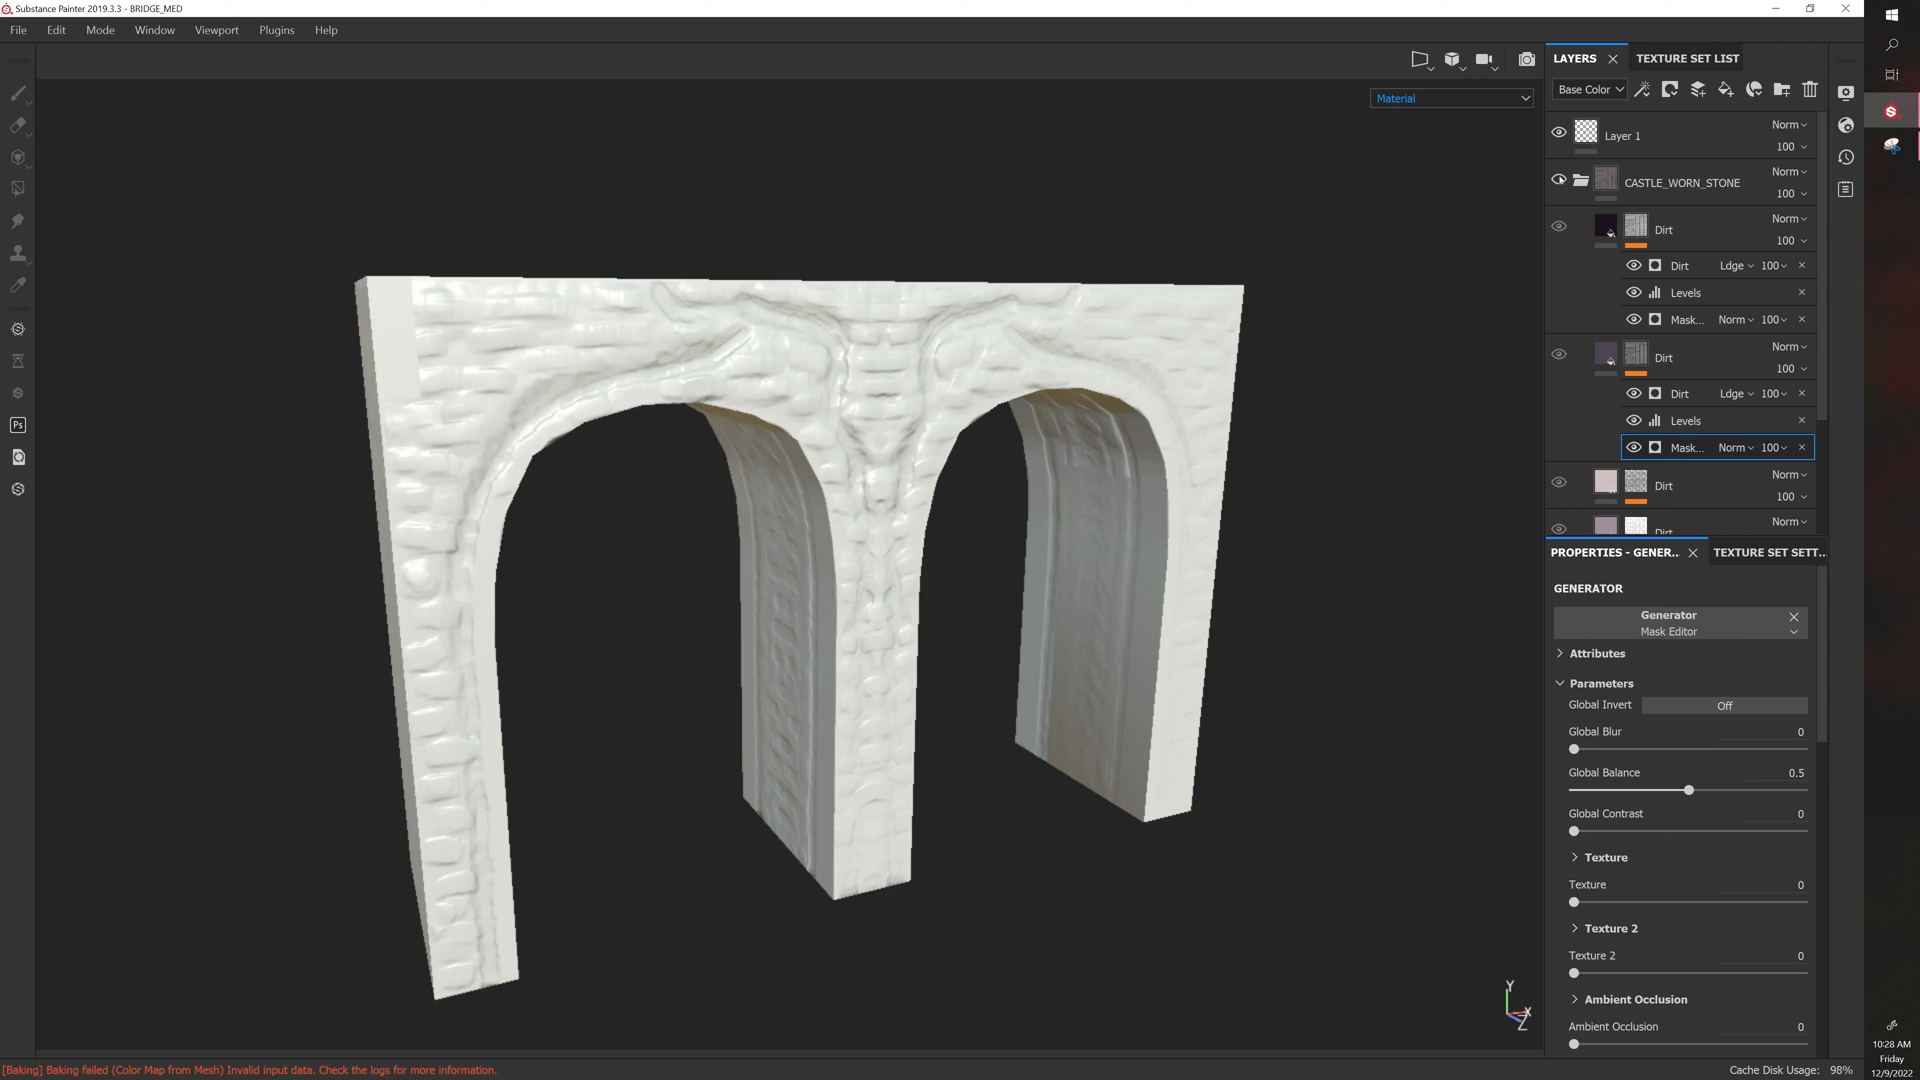 Substance Painter 2019.3.3 - BRIDGE_MED
File Edit Mode Window Viewport Plugins Help
LAYERS TEXTURE SET LIST
Material
Base Color
Layer 1 Norm 100
CASTLE_WORN_STONE Norm 100
Dirt Norm 100
Dirt Ldge 100
Levels
Mask... Norm 100
Dirt Norm 100
Dirt Ldge 100
Levels
Mask... Norm 100
Dirt Norm 100
Dirt Norm
Ps
PROPERTIES - GENER.. TEXTURE SET SETT...
GENERATOR
Generator
Mask Editor
Attributes
Parameters
Global Invert Off
Global Blur 0
Global Balance 0.5
Global Contrast 0
Texture
Texture 0
Texture 2
Texture 2 0
Ambient Occlusion
Ambient Occlusion 0
Y
X
Z
[Baking] Baking failed (Color Map from Mesh) Invalid input data. Check the logs for more information.
Cache Disk Usage: 98%
10:28 AM
Friday
12/9/2022